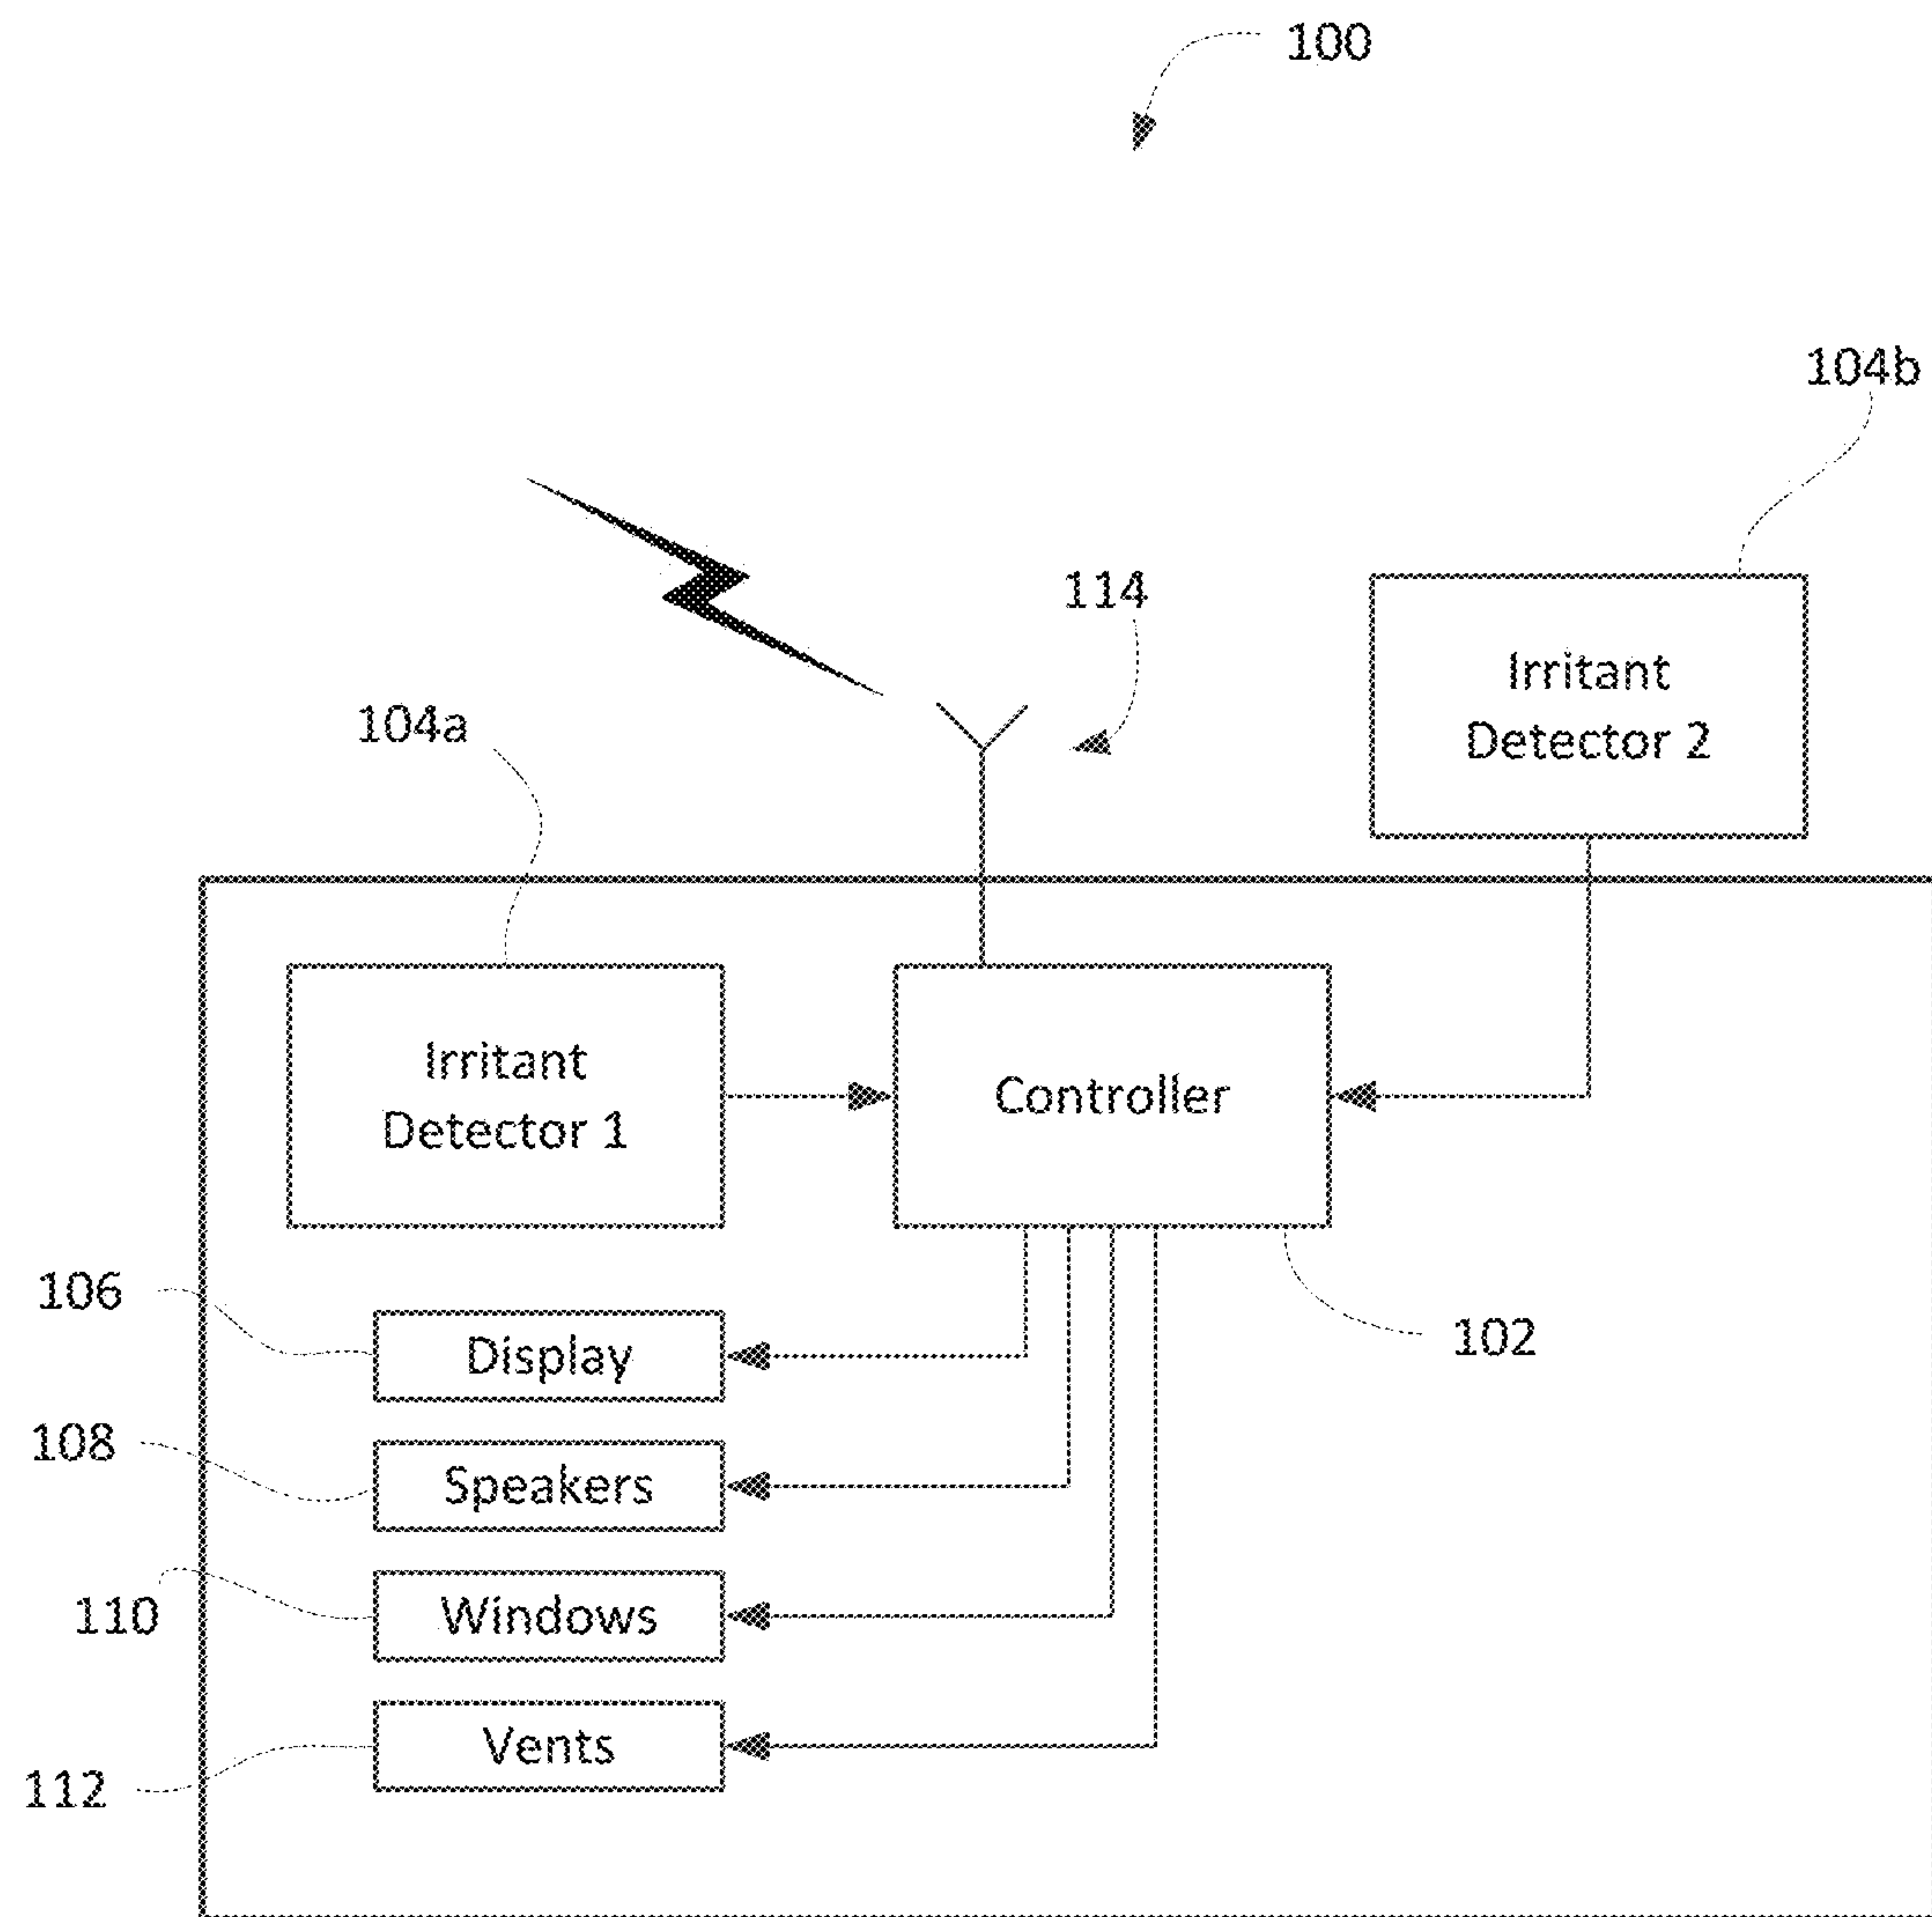 100
104b
114
Irritant
Detector 2
104a
Irritant
Detector 1
Controller
106
Display
102
108
Speakers
110
Windows
Vents
112